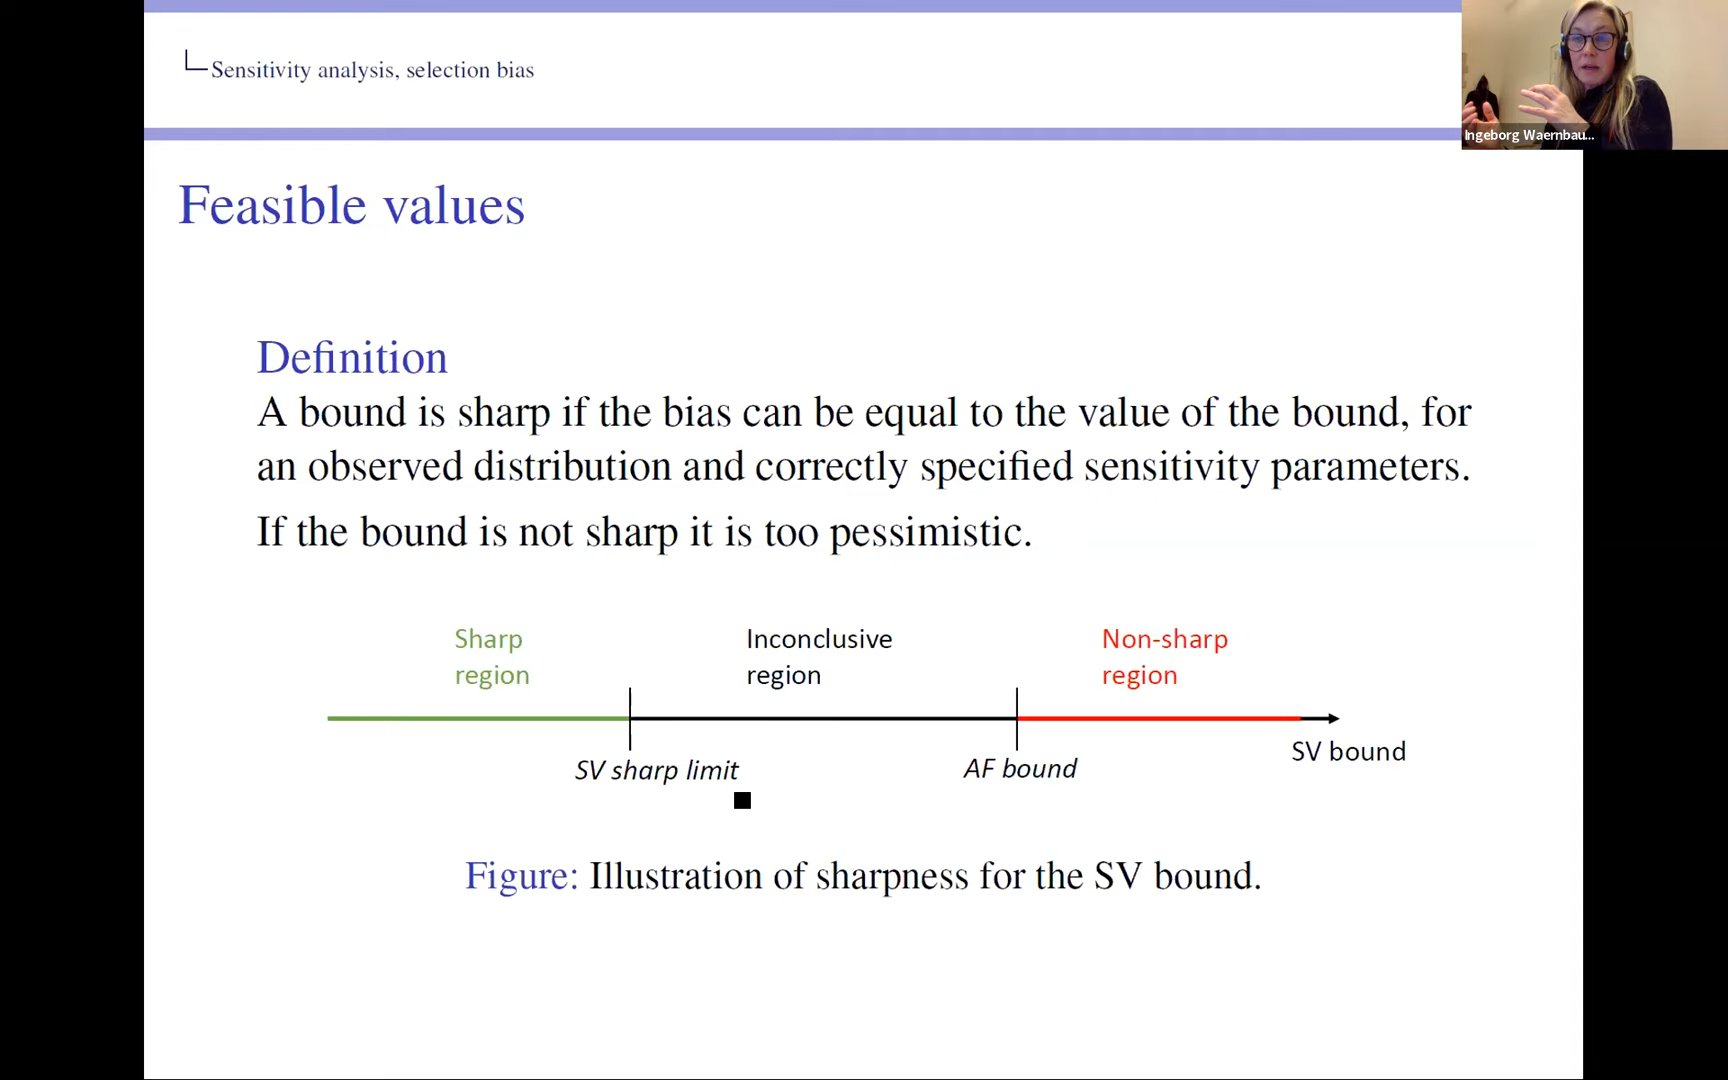 Sensitivity analysis, selection bias
Ingeborg Waernbau...
Feasible values
Definition
A bound is sharp if the bias can be equal to the value of the bound, for
an observed distribution and correctly specified sensitivity parameters.
If the bound is not sharp it is too pessimistic.
Sharp
region
Inconclusive
region
Non-sharp
region
SV sharp limit
AF bound
SV bound
Figure: Illustration of sharpness for the SV bound.